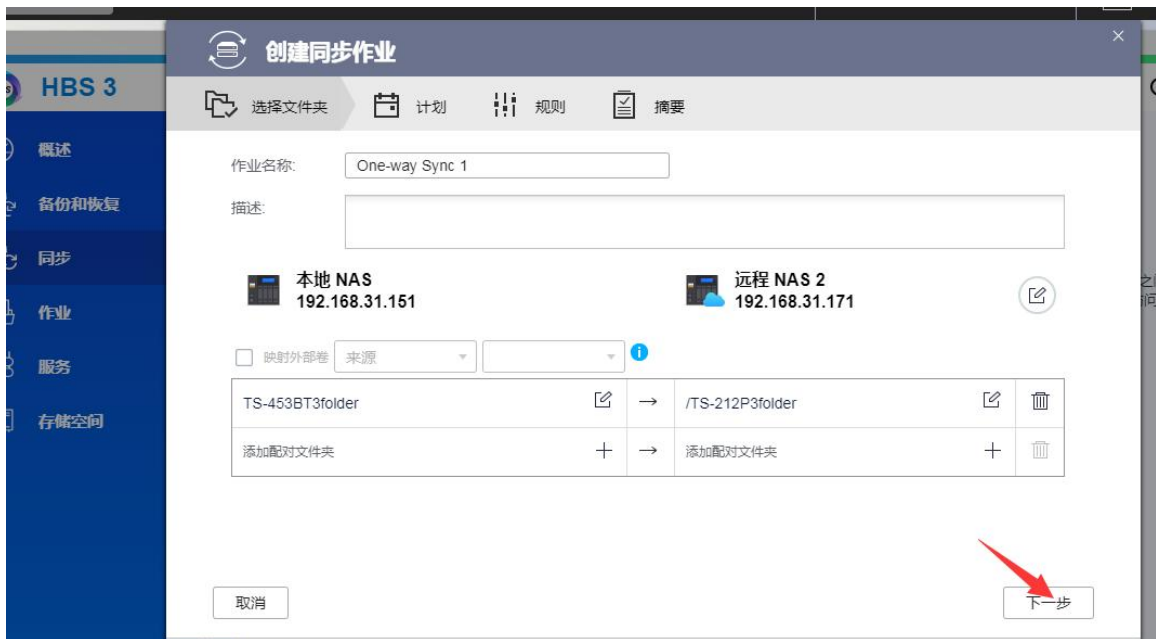 HBS 3
概述
备份和恢复
同步
作业
服务
存储空间
创建同步作业
选择文件夹
计划
规则
摘要
作业名称:
One-way Sync 1
描述:
本地 NAS
192.168.31.151
远程 NAS 2
192.168.31.171
映射外部卷
来源
TS-453BT3folder → /TS-212P3folder
添加配对文件夹 + → 添加配对文件夹 +
取消
下一步